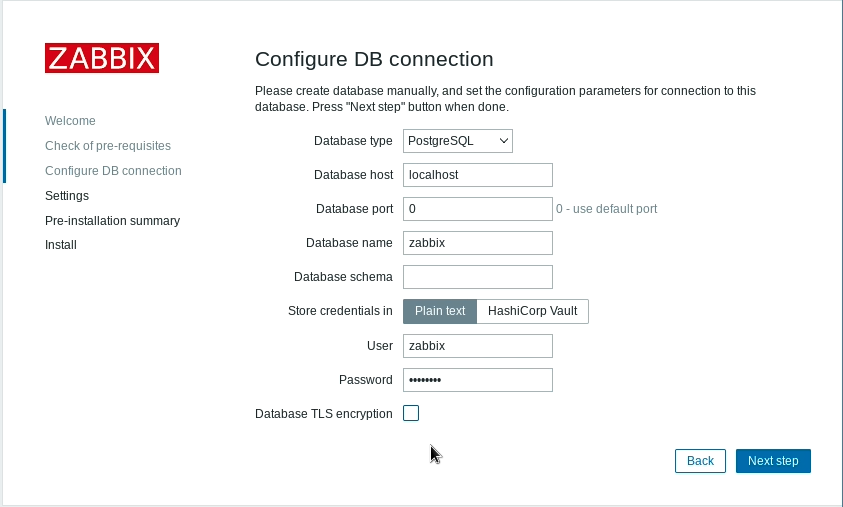 ZABBIX
Welcome
Check of pre-requisites
Configure DB connection
Settings
Pre-installation summary
Install
Configure DB connection
Please create database manually, and set the configuration parameters for connection to this
database. Press "Next step" button when done.
Database type PostgreSQL
Database host localhost
Database port 0 0 - use default port
Database name zabbix
Database schema
Store credentials in Plain text HashiCorp Vault
User zabbix
Password ••••••••
Database TLS encryption
Back Next step